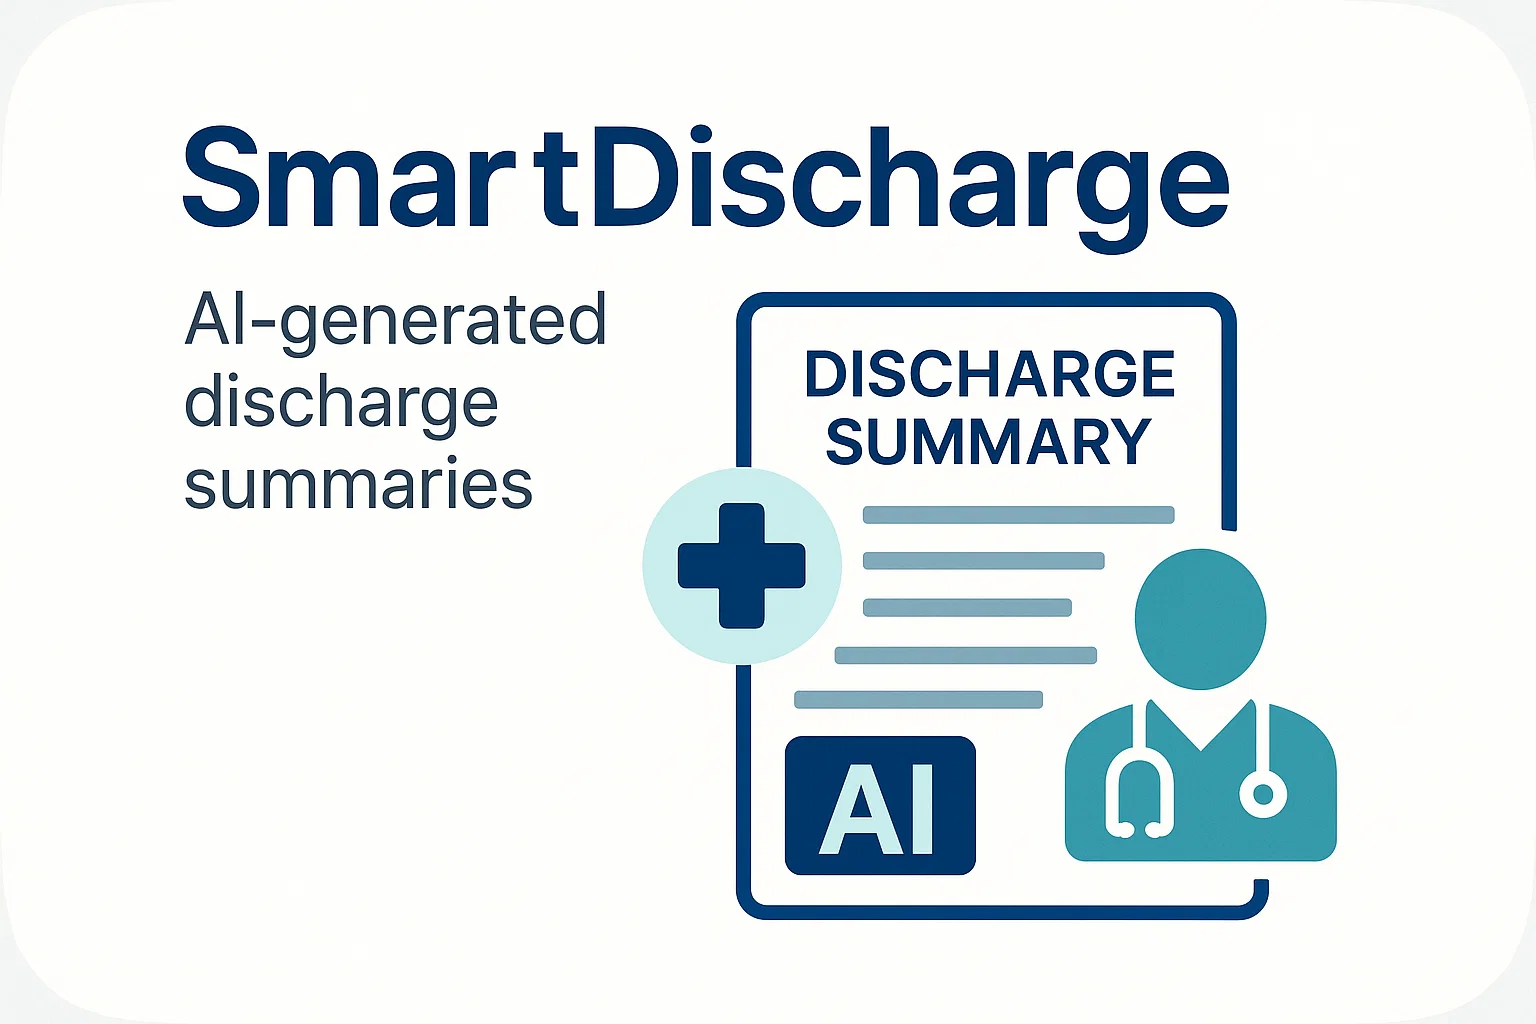 SmartDischarge
AI-generated
discharge
summaries
DISCHARGE
SUMMARY
AI